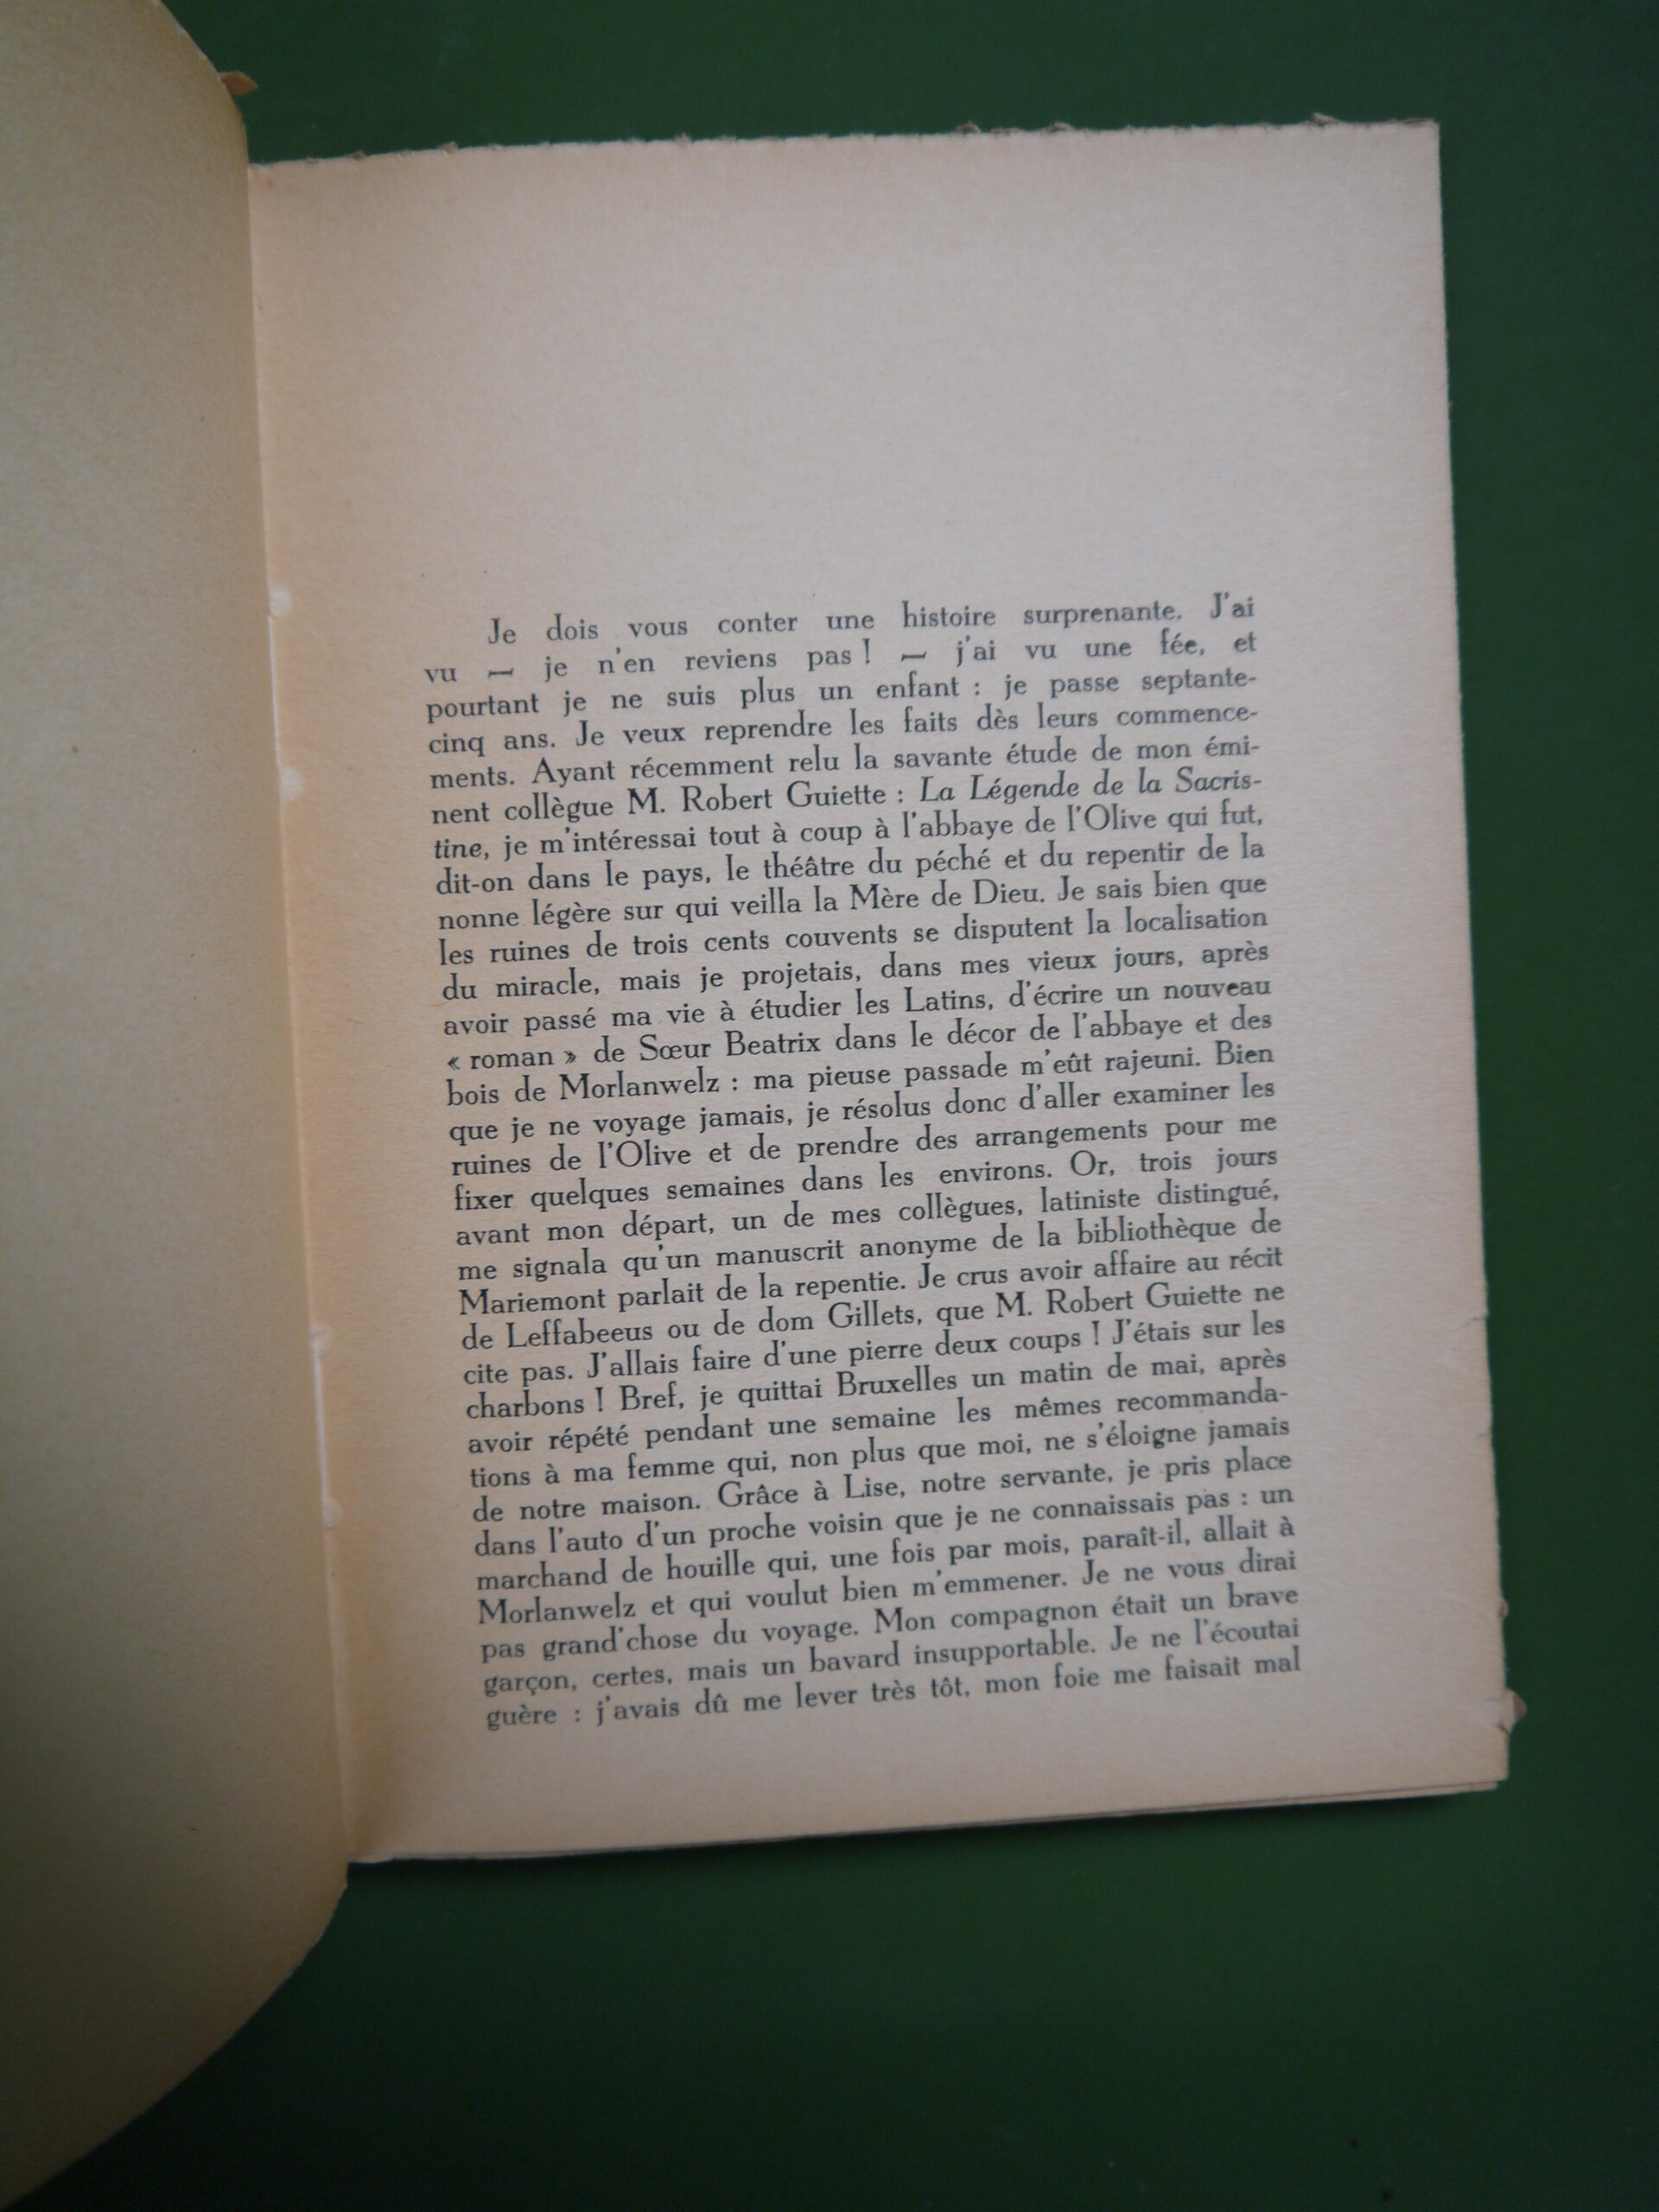 Je dois vous conter une histoire surprenante. J'ai
vu — je n'en reviens pas ! — j'ai vu une fée, et
pourtant je ne suis plus un enfant : je passe septante-
cinq ans. Je veux reprendre les faits dès leurs commence-
ments. Ayant récemment relu la savante étude de mon émi-
nent collègue M. Robert Guiette : La Légende de la Sacris-
tine, je m'intéressai tout à coup à l'abbaye de l'Olive qui fut,
dit-on dans le pays, le théâtre du péché et du repentir de la
nonne légère sur qui veilla la Mère de Dieu. Je sais bien que
les ruines de trois cents couvents se disputent la localisation
du miracle, mais je projetais, dans mes vieux jours, après
avoir passé ma vie à étudier les Latins, d'écrire un nouveau
« roman » de Sœur Beatrix dans le décor de l'abbaye et des
bois de Morlanwelz : ma pieuse passade m'eût rajeuni. Bien
que je ne voyage jamais, je résolus donc d'aller examiner les
ruines de l'Olive et de prendre des arrangements pour me
fixer quelques semaines dans les environs. Or, trois jours
avant mon départ, un de mes collègues, latiniste distingué,
me signala qu'un manuscrit anonyme de la bibliothèque de
Mariemont parlait de la repentie. Je crus avoir affaire au récit
de Leffabeeus ou de dom Gillets, que M. Robert Guiette ne
cite pas. J'allais faire d'une pierre deux coups ! J'étais sur les
charbons ! Bref, je quittai Bruxelles un matin de mai, après
avoir répété pendant une semaine les mêmes recommanda-
tions à ma femme qui, non plus que moi, ne s'éloigne jamais
de notre maison. Grâce à Lise, notre servante, je pris place
dans l'auto d'un proche voisin que je ne connaissais pas : un
marchand de houille qui, une fois par mois, paraît-il, allait à
Morlanwelz et qui voulut bien m'emmener. Je ne vous dirai
pas grand'chose du voyage. Mon compagnon était un brave
garçon, certes, mais un bavard insupportable. Je ne l'écoutai
guère : j'avais dû me lever très tôt, mon foie me faisait mal